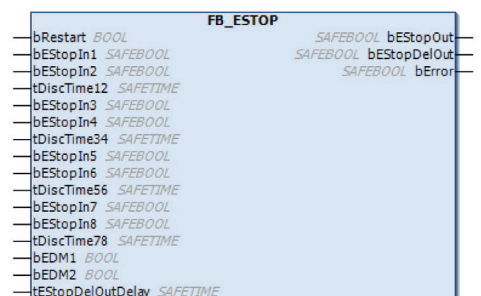 FB_ESTOP
bRestart BOOL SAFEBOOL bEStopOut
bEStopIn1 SAFEBOOL SAFEBOOL bEStopDelOut
bEStopIn2 SAFEBOOL SAFEBOOL bError
tDiscTime12 SAFETIME
bEStopIn3 SAFEBOOL
bEStopIn4 SAFEBOOL
tDiscTime34 SAFETIME
bEStopIn5 SAFEBOOL
bEStopIn6 SAFEBOOL
tDiscTime56 SAFETIME
bEStopIn7 SAFEBOOL
bEStopIn8 SAFEBOOL
tDiscTime78 SAFETIME
bEDM1 BOOL
bEDM2 BOOL
tEStopDelOutDelay SAFETIME